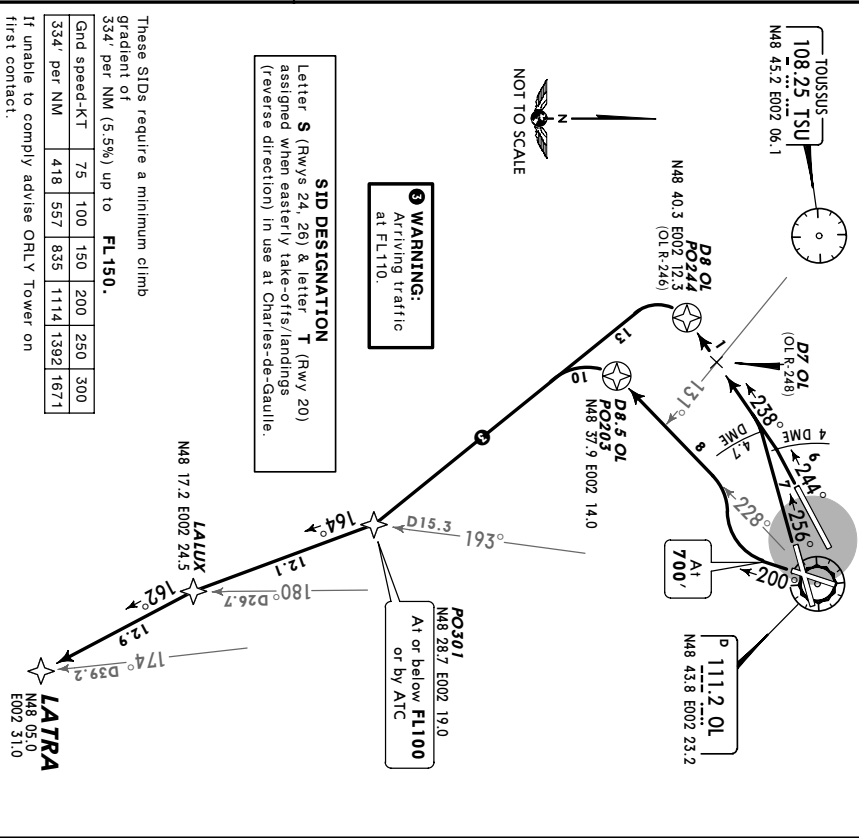 TOUSSUS
108.25 TSU
N48 45.2 E002 06.1
N
NOT TO SCALE
D8 OL
PO244
N48 40.3 E002 12.3
(OL R-246)
D7 OL
(OL R-248)
1
131°
238°
4.7
DME
4 DME
6
244°
7
256°
228°
200°
8
At
700'
D 111.2 OL
N48 43.8 E002 23.2
D8.5 OL
PO203
N48 37.9 E002 14.0
13
10
3
3 WARNING:
Arriving traffic
at FL110.
SID DESIGNATION
Letter S (Rwys 24, 26) & letter T (Rwy 20)
assigned when easterly take-offs/landings
(reverse direction) in use at Charles-de-Gaulle.
D15.3
193°
PO301
N48 28.7 E002 19.0
At or below FL100
or by ATC
164°
12.1
LALUX
N48 17.2 E002 24.5
D26.7
180°
162°
12.9
D39.2
174°
LATRA
N48 05.0
E002 31.0
These SIDs require a minimum climb
gradient of
334' per NM (5.5%) up to FL150.
Gnd speed-KT 75 100 150 200 250 300
334' per NM 418 557 835 1114 1392 1671
If unable to comply advise ORLY Tower on
first contact.